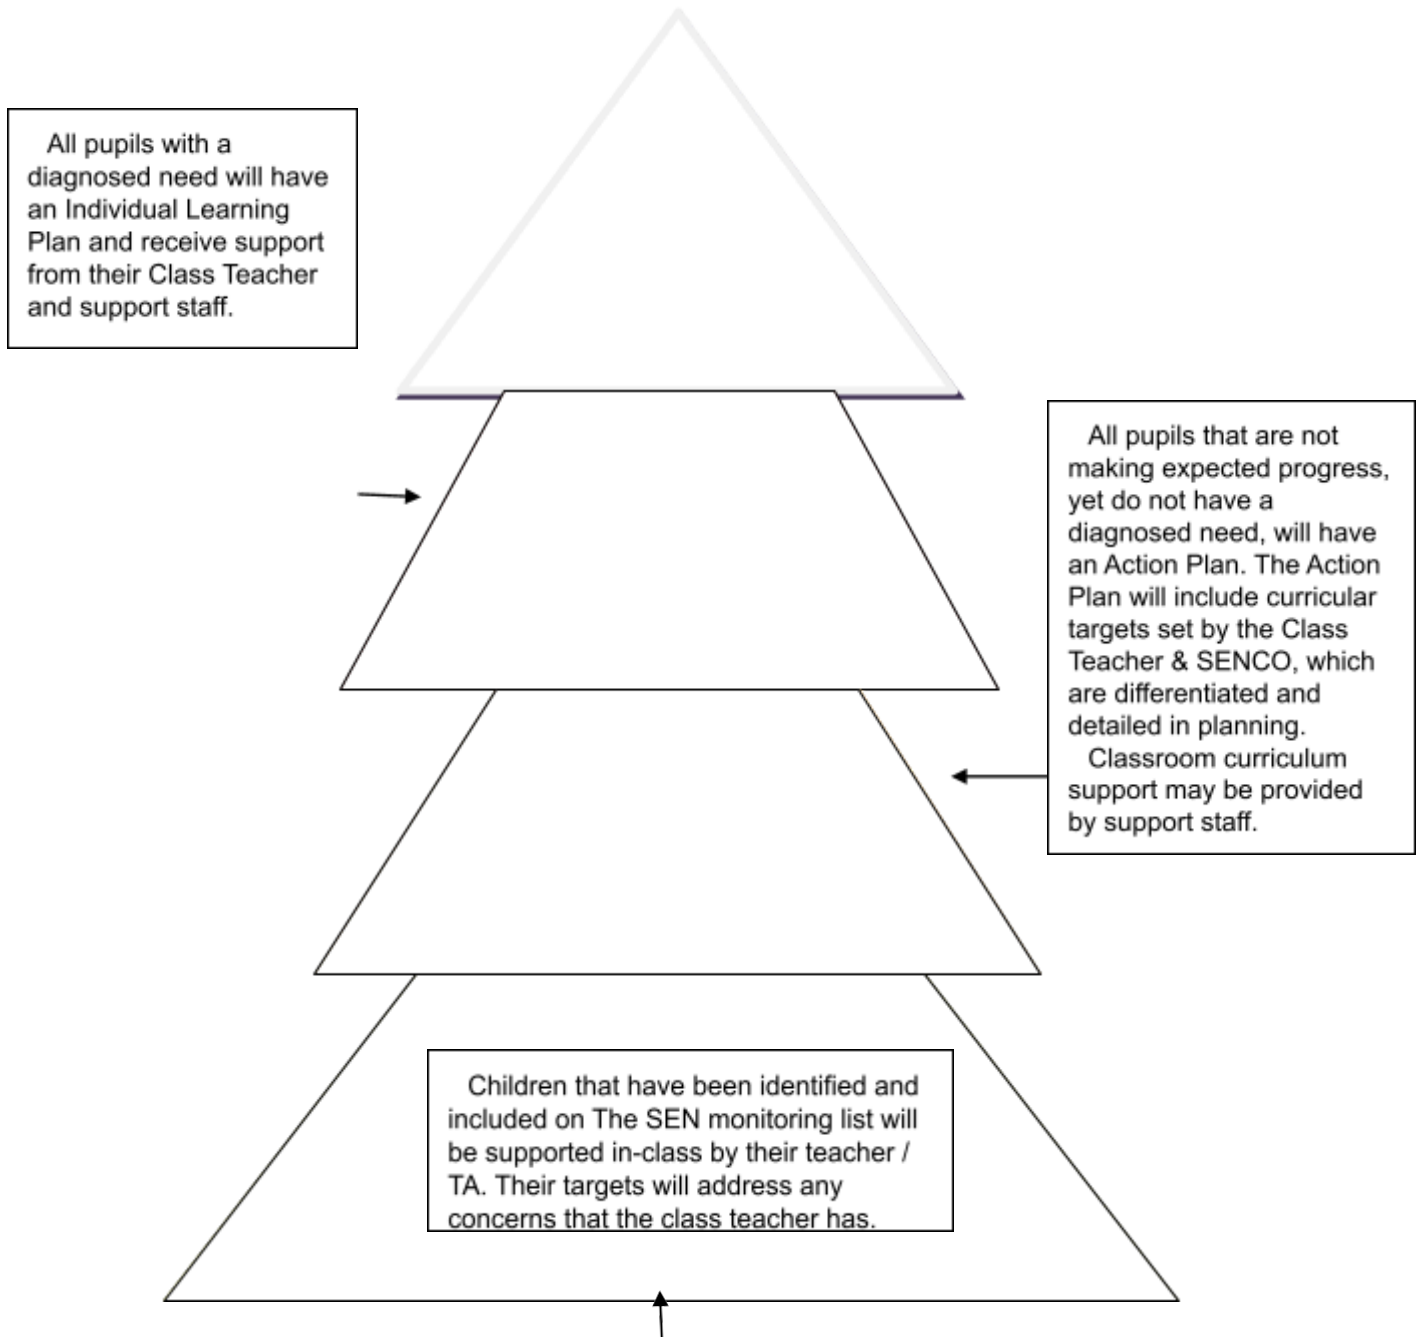 All pupils with a
diagnosed need will have
an Individual Learning
Plan and receive support
from their Class Teacher
and support staff.
All pupils that are not
making expected progress,
yet do not have a
diagnosed need, will have
an Action Plan. The Action
Plan will include curricular
targets set by the Class
Teacher & SENCO, which
are differentiated and
detailed in planning.
Classroom curriculum
support may be provided
by support staff.
Children that have been identified and
included on The SEN monitoring list will
be supported in-class by their teacher /
TA. Their targets will address any
concerns that the class teacher has.